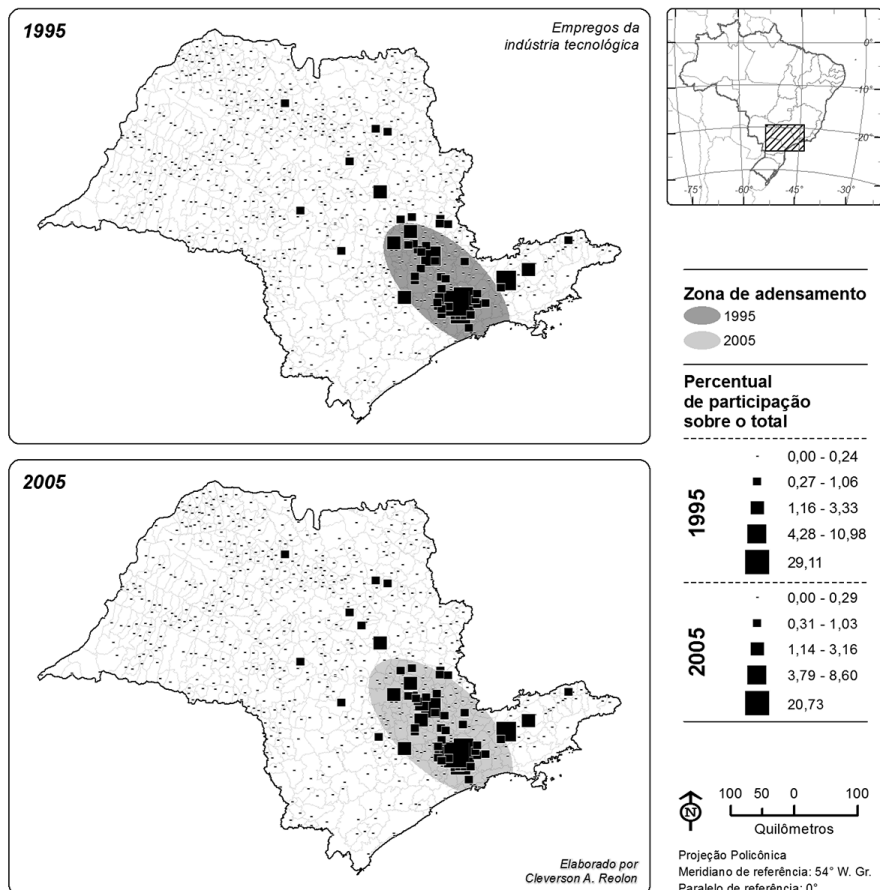 1995
Empregos da
indústria tecnológica
0°
-10°
-20°
-75°
-60°
-45°
-30°
Zona de adensamento
1995
2005
Percentual
de participação
sobre o total
1995
0,00 - 0,24
0,27 - 1,06
1,16 - 3,33
4,28 - 10,98
29,11
2005
0,00 - 0,29
0,31 - 1,03
1,14 - 3,16
3,79 - 8,60
20,73
2005
Elaborado por
Cleverson A. Reolon
N
100 50 0 100
Quilômetros
Projeção Policônica
Meridiano de referência: 54° W. Gr.
Paralelo de referência: 0°